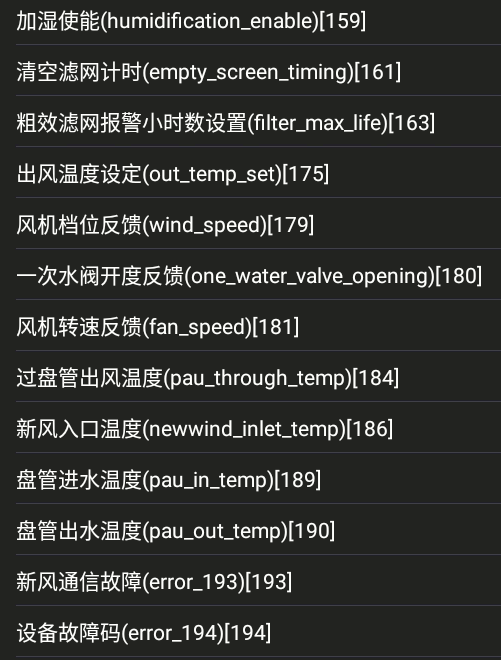 加湿使能(humidification_enable)[159]
清空滤网计时(empty_screen_timing)[161]
粗效滤网报警小时数设置(filter_max_life)[163]
出风温度设定(out_temp_set)[175]
风机档位反馈(wind_speed)[179]
一次水阀开度反馈(one_water_valve_opening)[180]
风机转速反馈(fan_speed)[181]
过盘管出风温度(pau_through_temp)[184]
新风入口温度(newwind_inlet_temp)[186]
盘管进水温度(pau_in_temp)[189]
盘管出水温度(pau_out_temp)[190]
新风通信故障(error_193)[193]
设备故障码(error_194)[194]